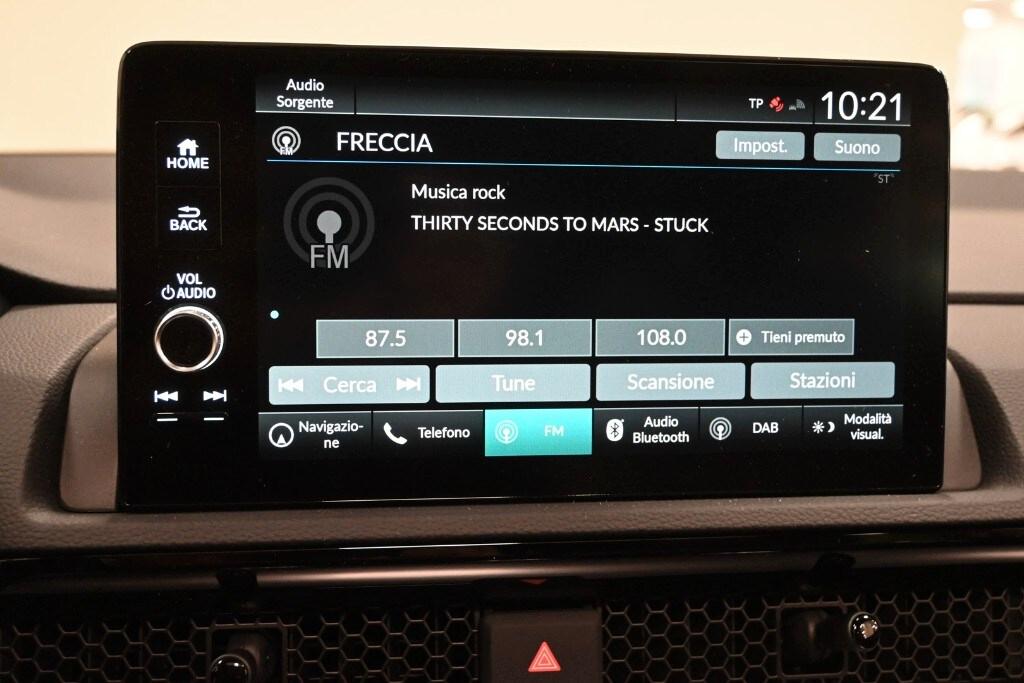 Audio
Sorgente
TP
10:21
FM
FRECCIA
Impost.
Suono
ST
HOME
BACK
VOL
AUDIO
FM
Musica rock
THIRTY SECONDS TO MARS - STUCK
87.5
98.1
108.0
Tieni premuto
Cerca
Tune
Scansione
Stazioni
Navigazio-
ne
Telefono
FM
Audio
Bluetooth
DAB
Modalità
visual.